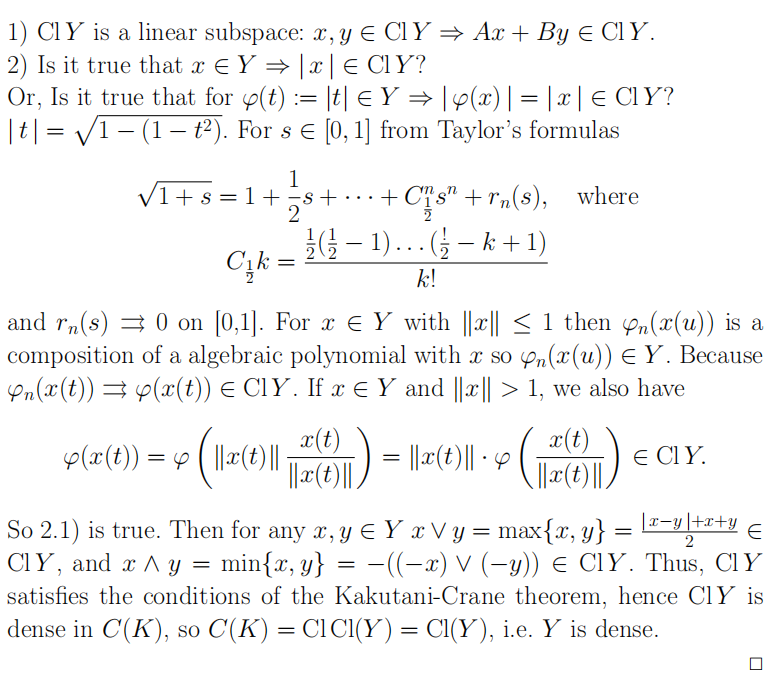 1) Cl Y is a linear subspace: x, y ∈ Cl Y ⇒ Ax + By ∈ Cl Y.
2) Is it true that x ∈ Y ⇒ |x| ∈ Cl Y?
Or, Is it true that for φ(t) := |t| ∈ Y ⇒ |φ(x)| = |x| ∈ Cl Y?
|t| = √(1 − (1 − t²)). For s ∈ [0, 1] from Taylor's formulas
√(1 + s) = 1 + (1/2)s + · · · + C^n_{1/2} s^n + r_n(s), where
C_{1/2} k = (1/2(1/2 − 1) . . . (!/2 − k + 1))/k!
and r_n(s) ⇉ 0 on [0,1]. For x ∈ Y with ‖x‖ ≤ 1 then φ_n(x(u)) is a
composition of a algebraic polynomial with x so φ_n(x(u)) ∈ Y. Because
φ_n(x(t)) ⇉ φ(x(t)) ∈ Cl Y. If x ∈ Y and ‖x‖ > 1, we also have
φ(x(t)) = φ (‖x(t)‖ x(t)/‖x(t)‖) = ‖x(t)‖ · φ (x(t)/‖x(t)‖) ∈ Cl Y.
So 2.1) is true. Then for any x, y ∈ Y x ∨ y = max{x, y} = (|x−y|+x+y)/2 ∈
Cl Y, and x ∧ y = min{x, y} = −((−x) ∨ (−y)) ∈ Cl Y. Thus, Cl Y
satisfies the conditions of the Kakutani-Crane theorem, hence Cl Y is
dense in C(K), so C(K) = Cl Cl(Y) = Cl(Y), i.e. Y is dense.
□